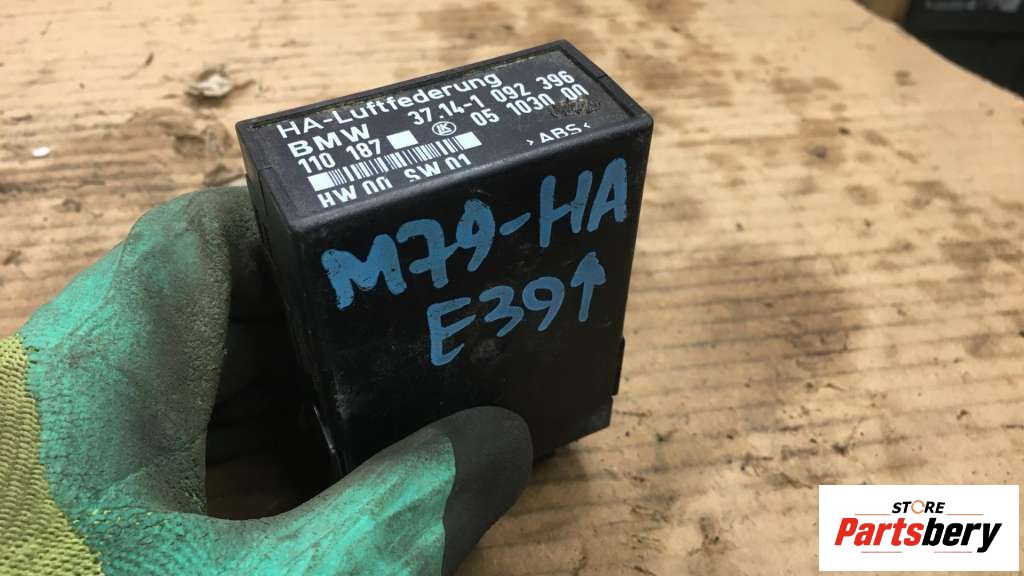 HA-Luftfederung
BMW 37.14-1 092 396
110 187 05 1030 00
>ABS<
HW 00 SW 01
M79-HA
E39↑
STORE
Partsbery